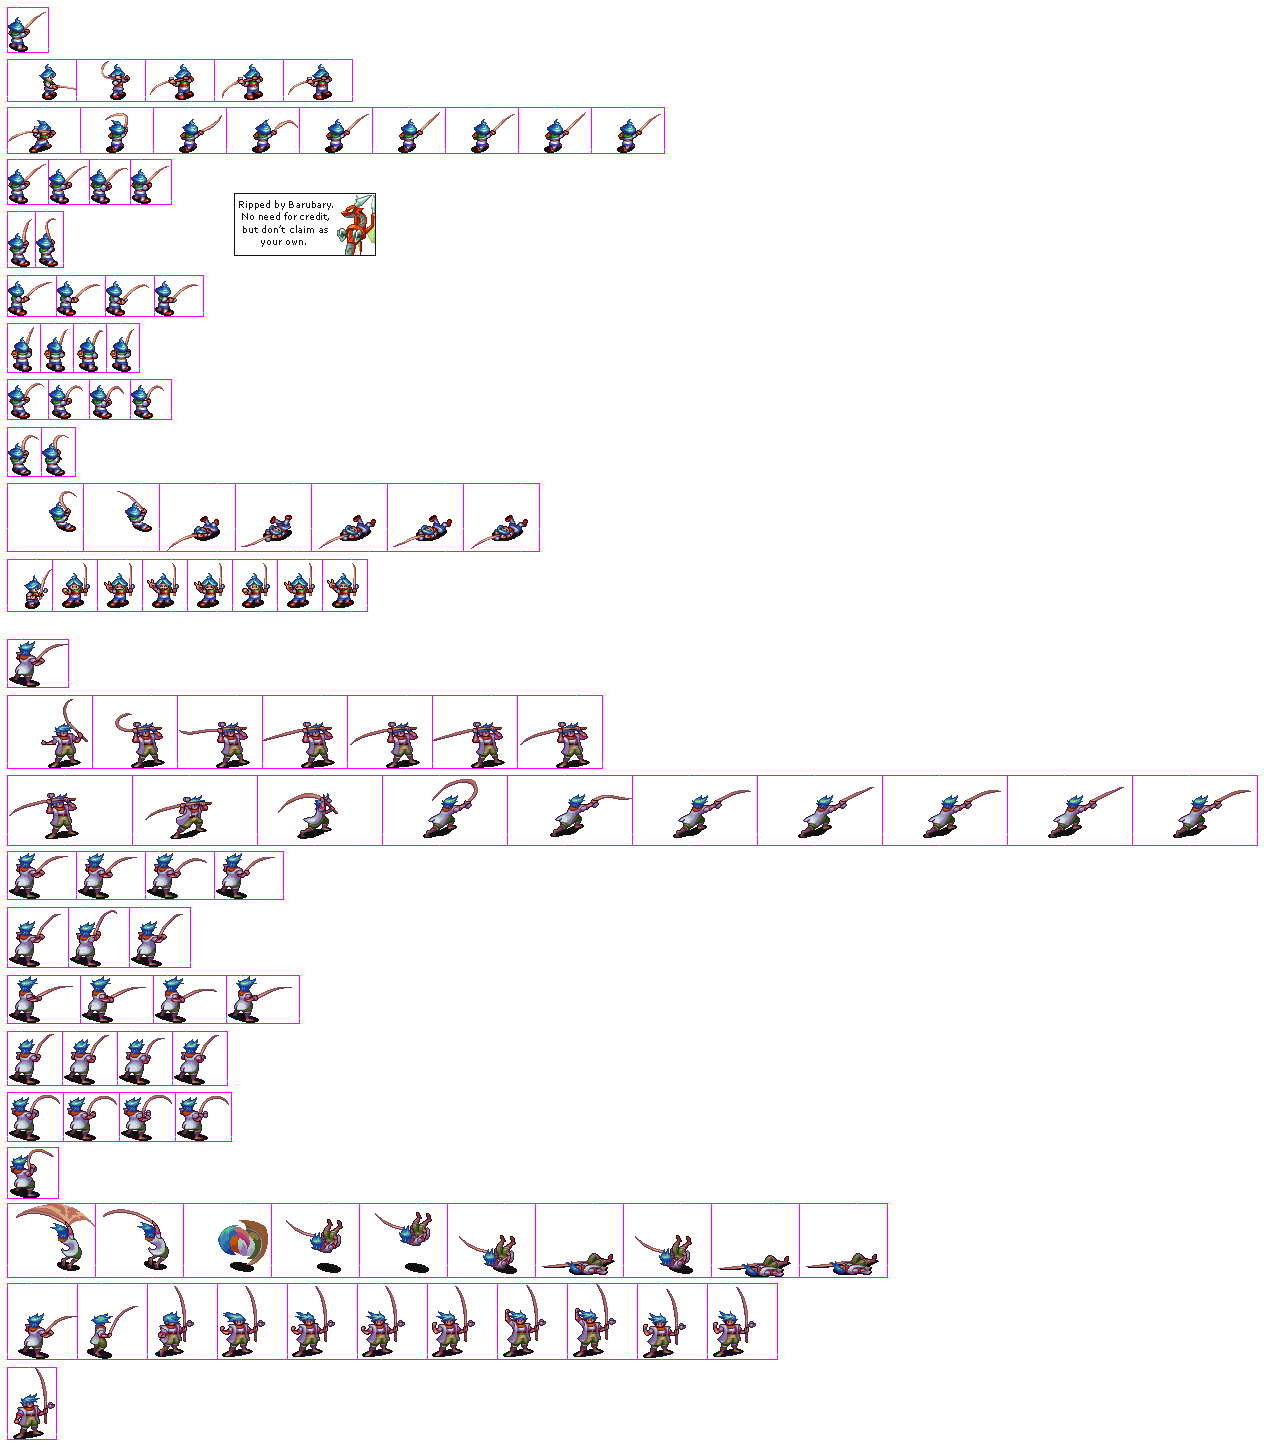 Ripped by Barubary.
No need for credit,
but don't claim as
your own.